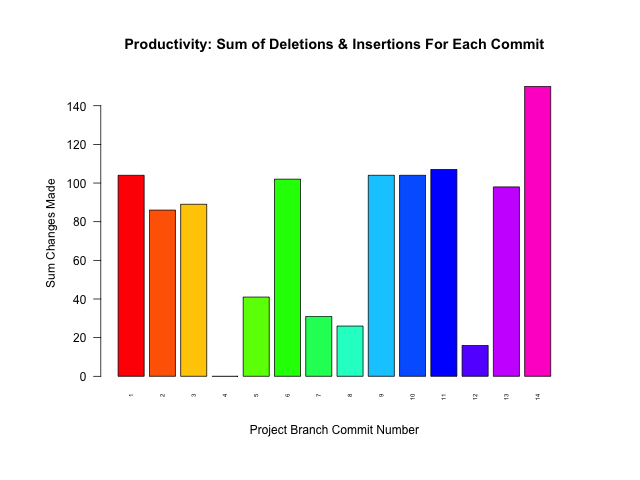 Productivity: Sum of Deletions & Insertions For Each Commit
Sum Changes Made
140
120
100
80
60
40
20
0
1 2 3 4 5 6 7 8 9 10 11 12 13 14
Project Branch Commit Number